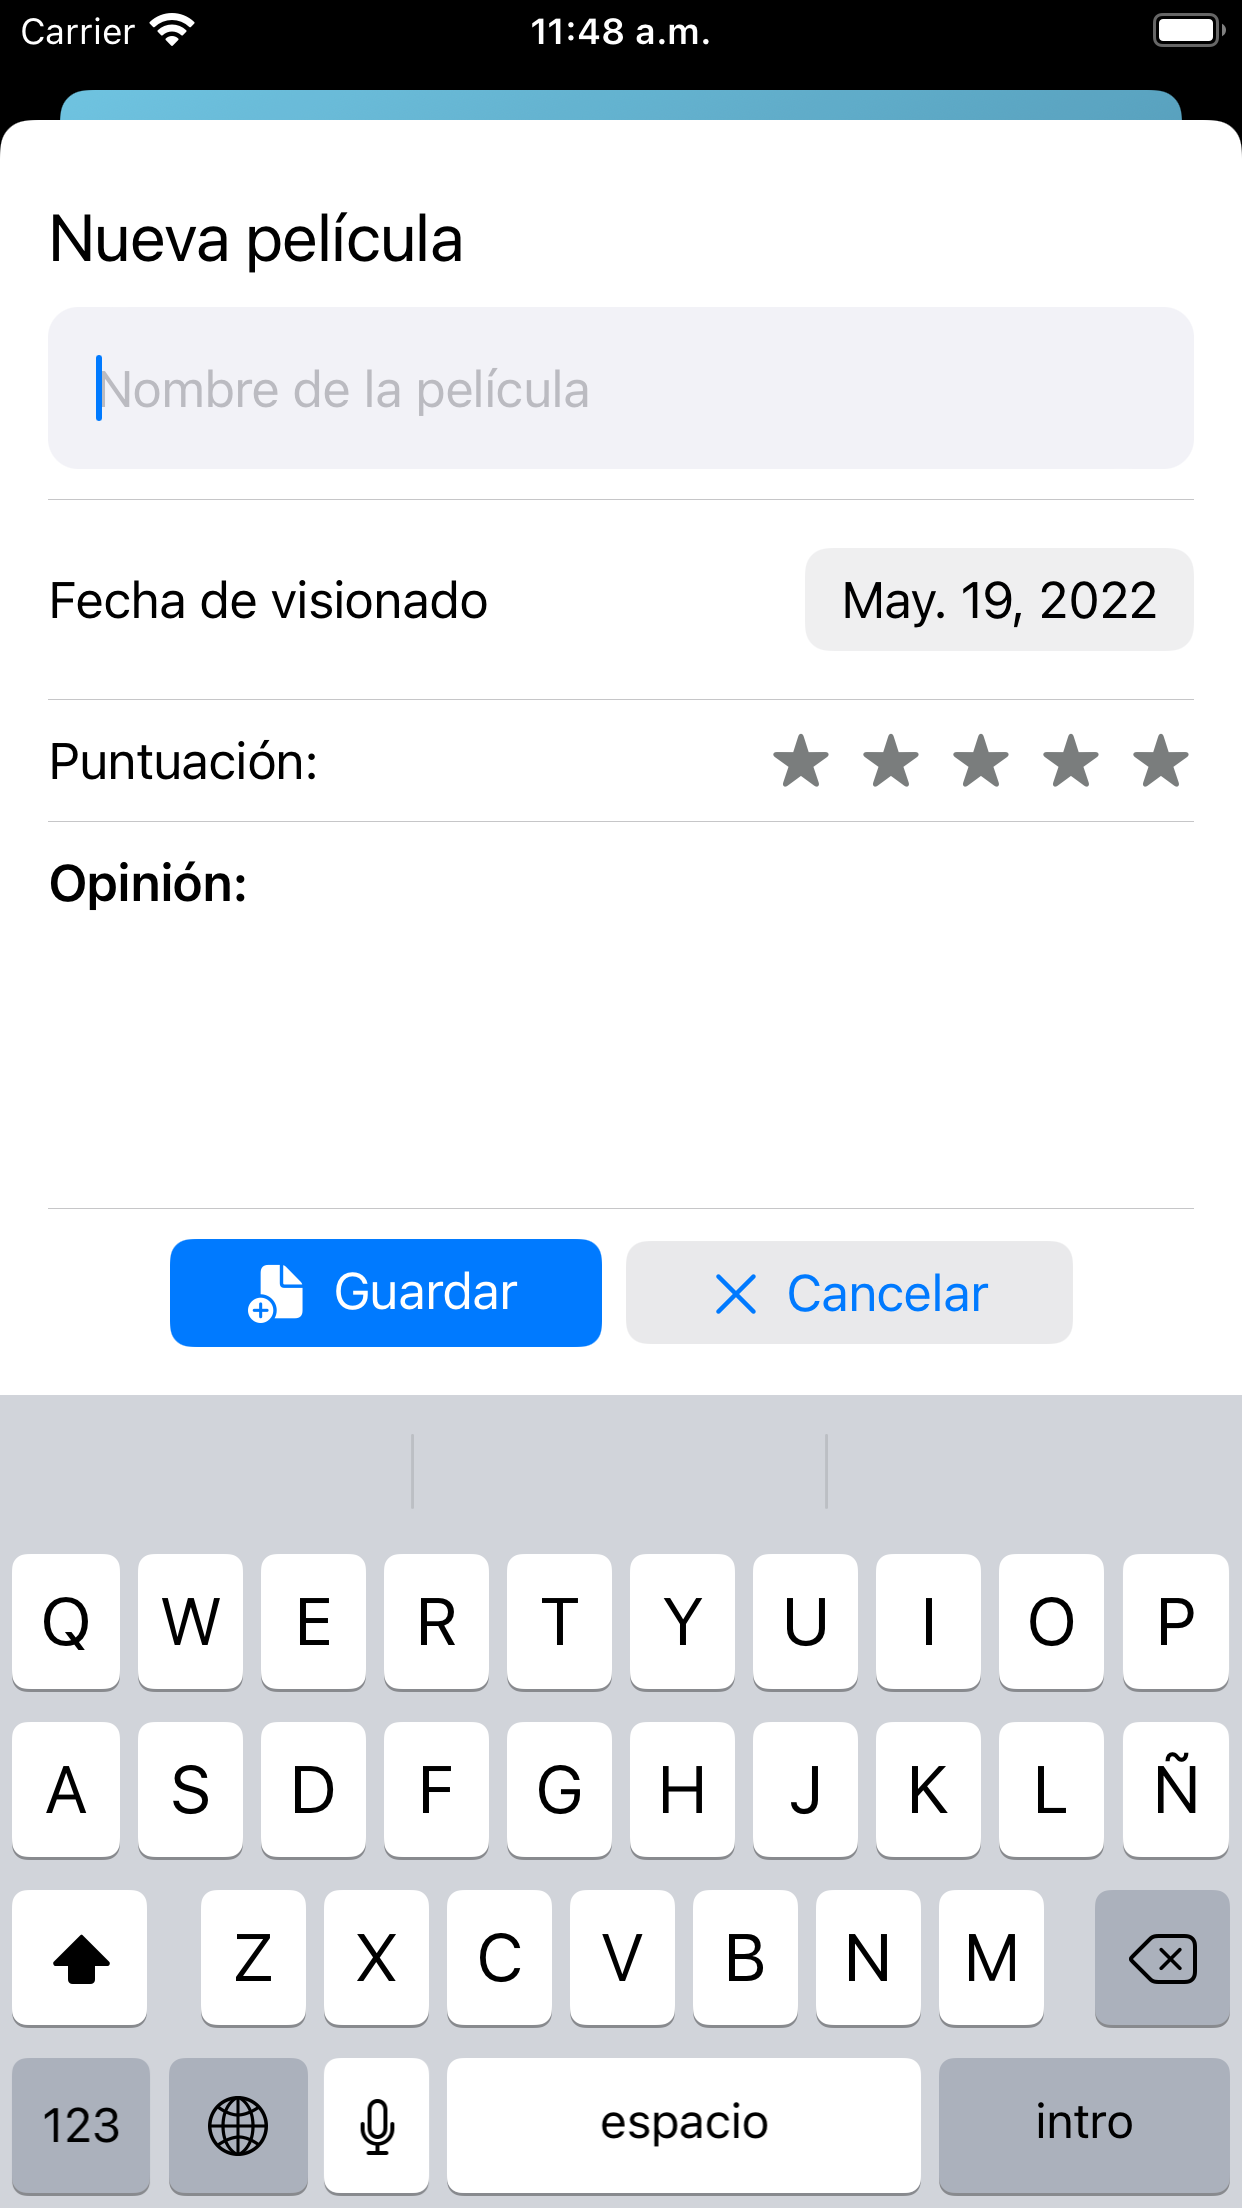 Carrier 11:48 a.m.
Nueva película
Nombre de la película
Fecha de visionado May. 19, 2022
Puntuación:
Opinión:
Guardar Cancelar
Q W E R T Y U I O P
A S D F G H J K L Ñ
Z X C V B N M
123 espacio intro